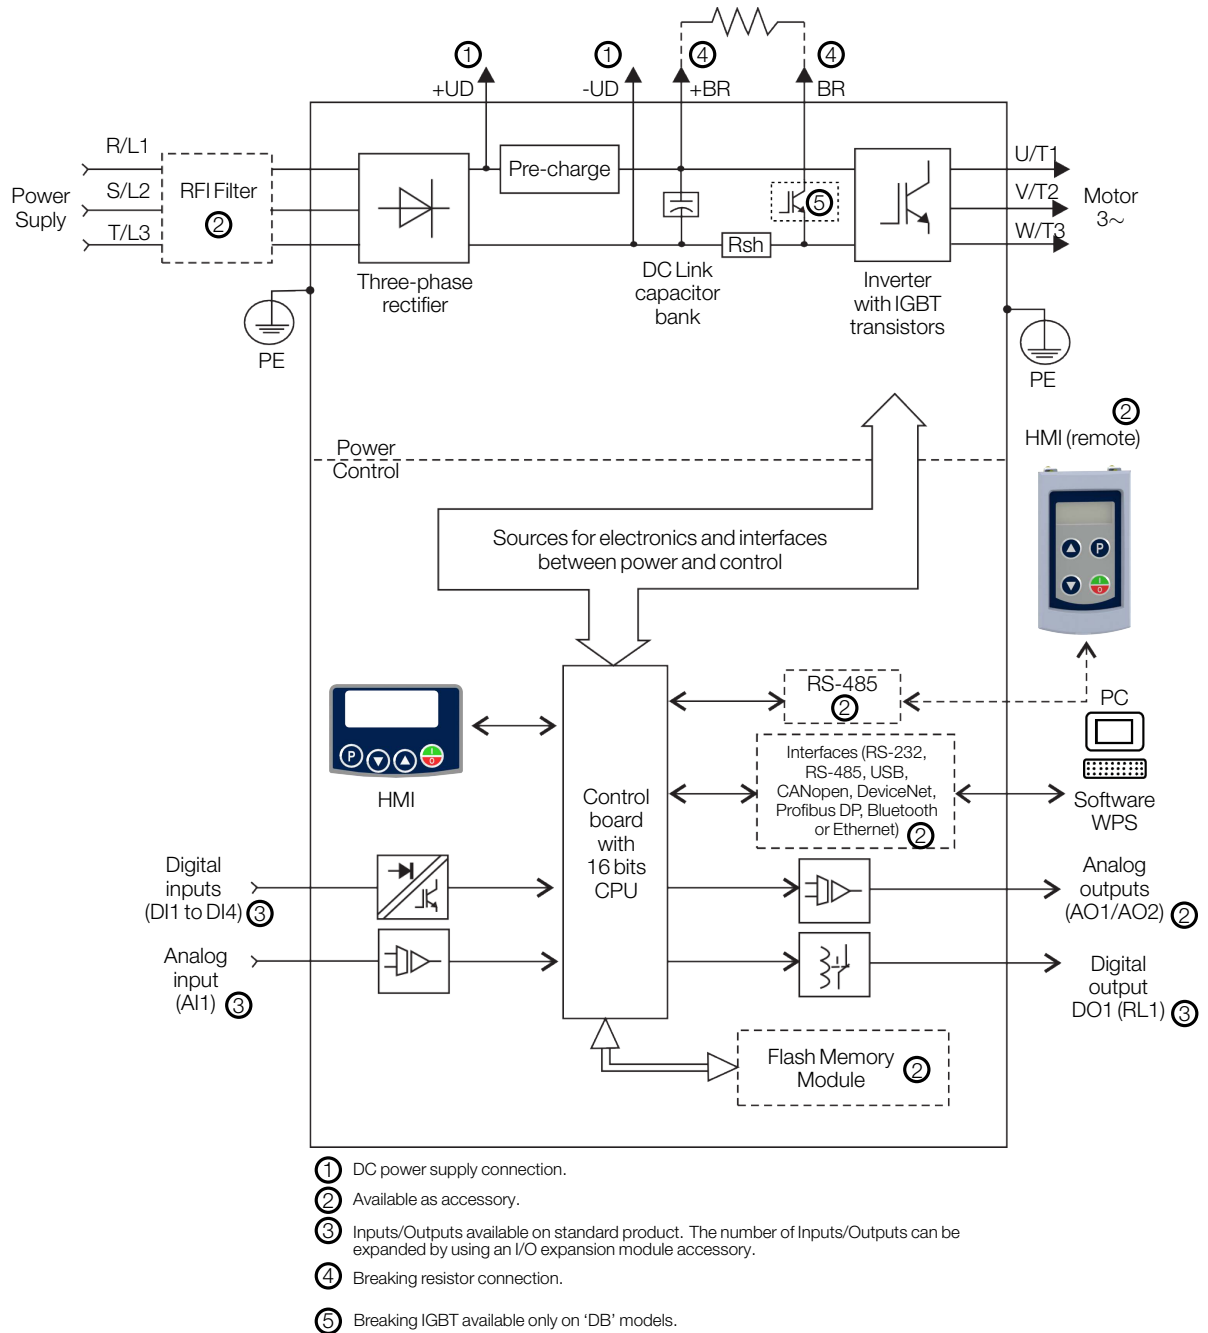 ① ① ④ ④
+UD -UD +BR BR
R/L1
S/L2
T/L3
Power
Suply
RFI Filter
②
Pre-charge
⑤
Rsh
U/T1
V/T2
W/T3
Motor
3~
Three-phase
rectifier
DC Link
capacitor
bank
Inverter
with IGBT
transistors
PE
PE
②
HMI (remote)
Power
Control
Sources for electronics and interfaces
between power and control
P
I
0
P
I
0
HMI
RS-485
②
PC
Interfaces (RS-232,
RS-485, USB,
CANopen, DeviceNet,
Profibus DP, Bluetooth
or Ethernet) ②
Software
WPS
Control
board
with
16 bits
CPU
Digital
inputs
(DI1 to DI4) ③
Analog
input
(AI1) ③
Analog
outputs
(AO1/AO2) ②
Digital
output
DO1 (RL1) ③
Flash Memory
Module ②
① DC power supply connection.
② Available as accessory.
③ Inputs/Outputs available on standard product. The number of Inputs/Outputs can be
expanded by using an I/O expansion module accessory.
④ Breaking resistor connection.
⑤ Breaking IGBT available only on ‘DB’ models.